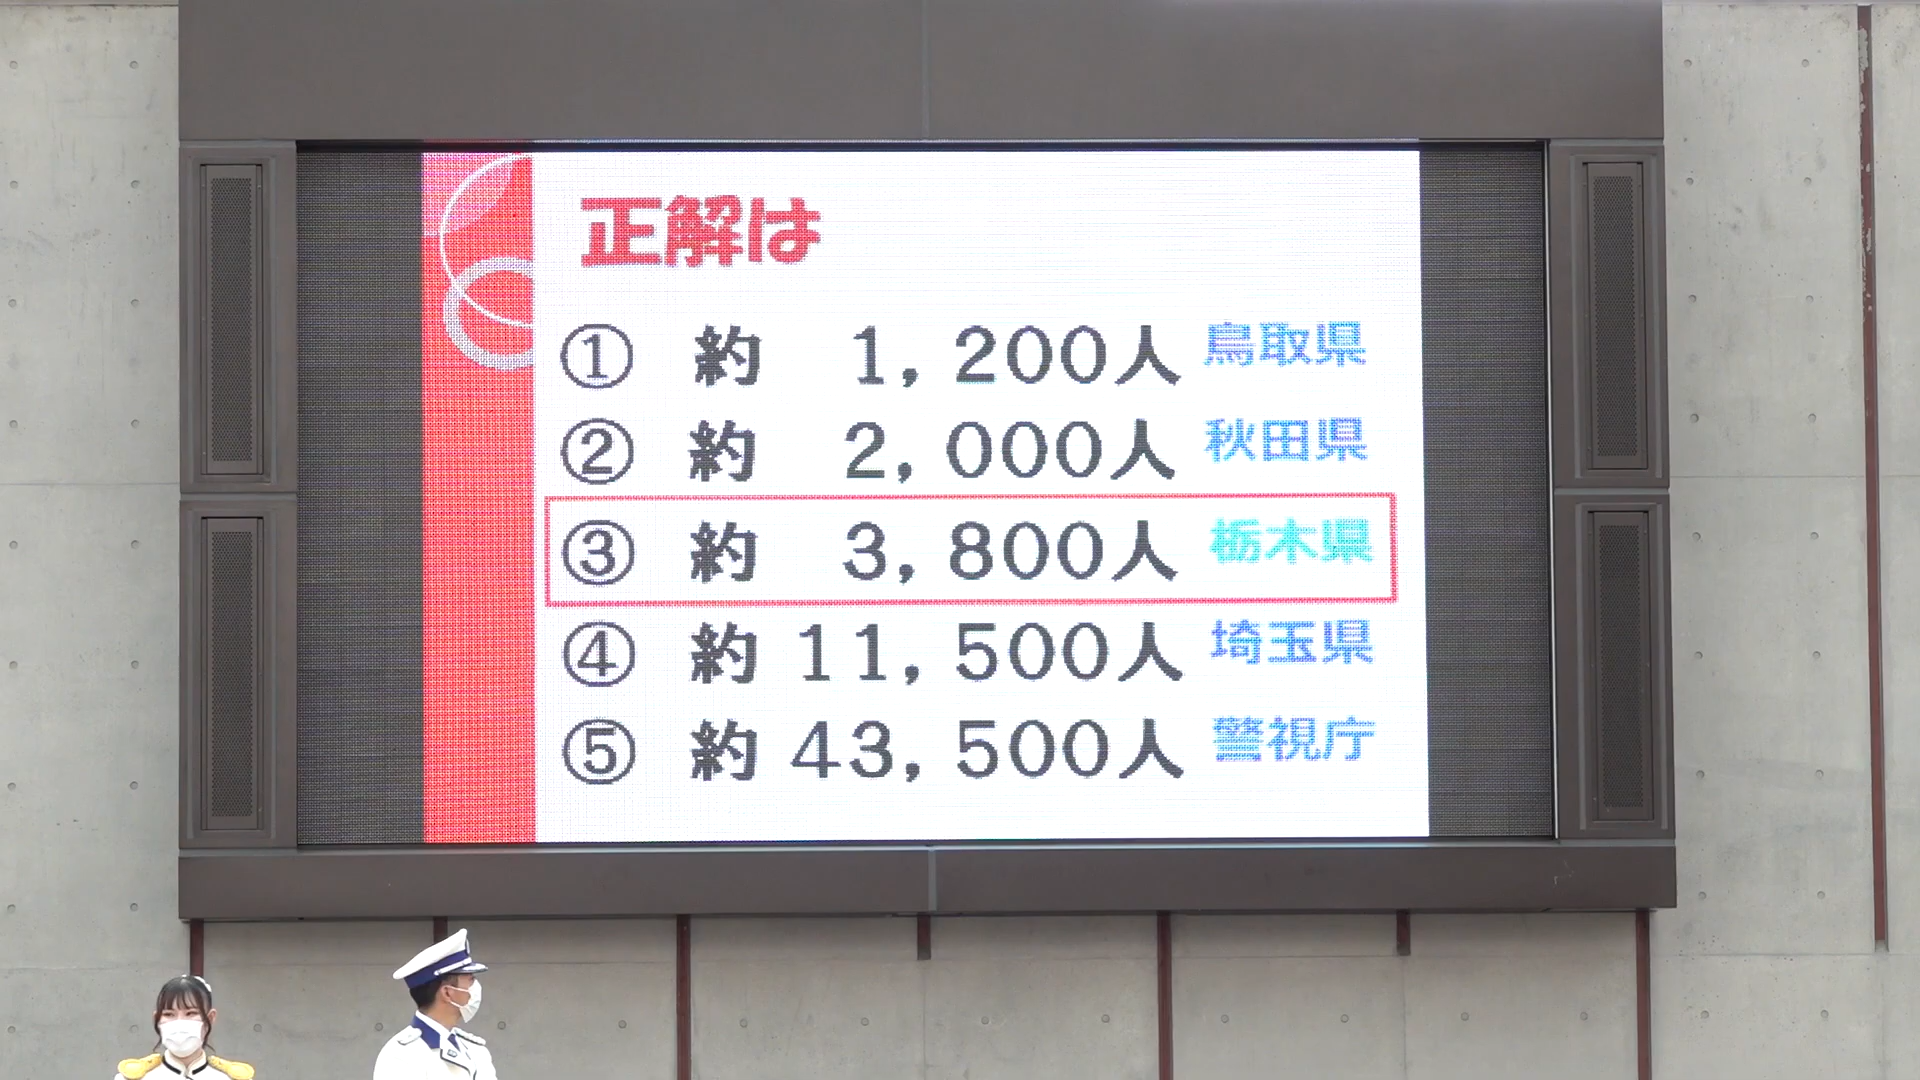 正解は
① 約 1,200人 鳥取県
② 約 2,000人 秋田県
③ 約 3,800人 栃木県
④ 約 11,500人 埼玉県
⑤ 約 43,500人 警視庁